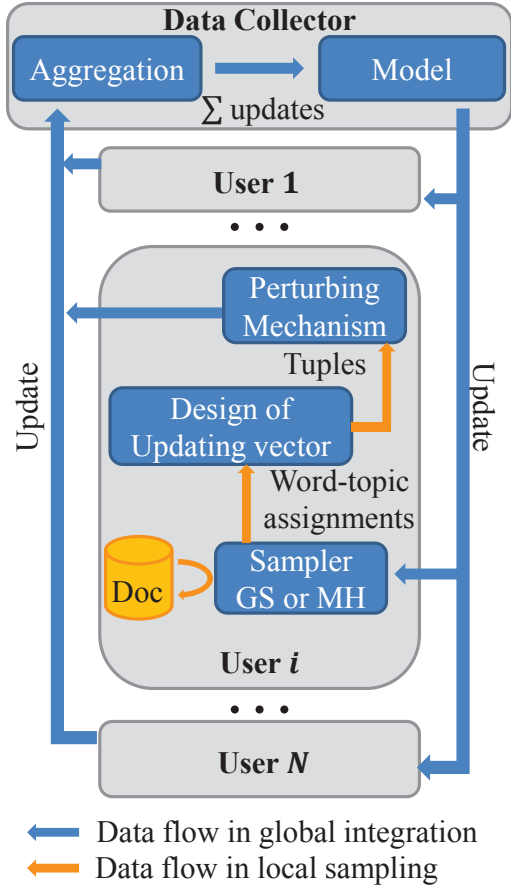 Data Collector
Aggregation
Model
∑ updates
User 1
• • •
Perturbing
Mechanism
Tuples
Design of
Updating vector
Word-topic
assignments
Doc
Sampler
GS or MH
User i
Update
Update
• • •
User N
Data flow in global integration
Data flow in local sampling